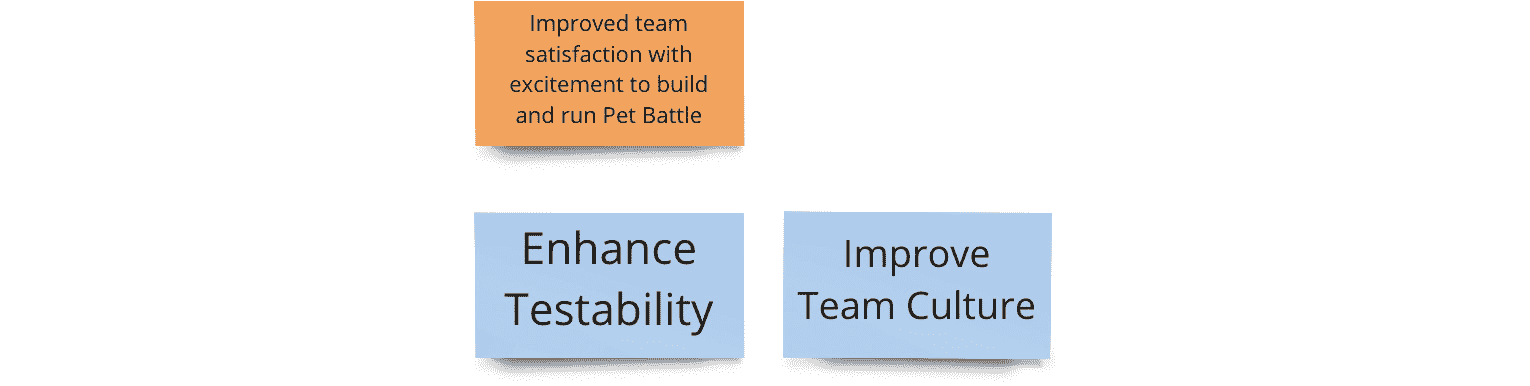 Improved team
satisfaction with
excitement to build
and run Pet Battle
Enhance
Testability
Improve
Team Culture